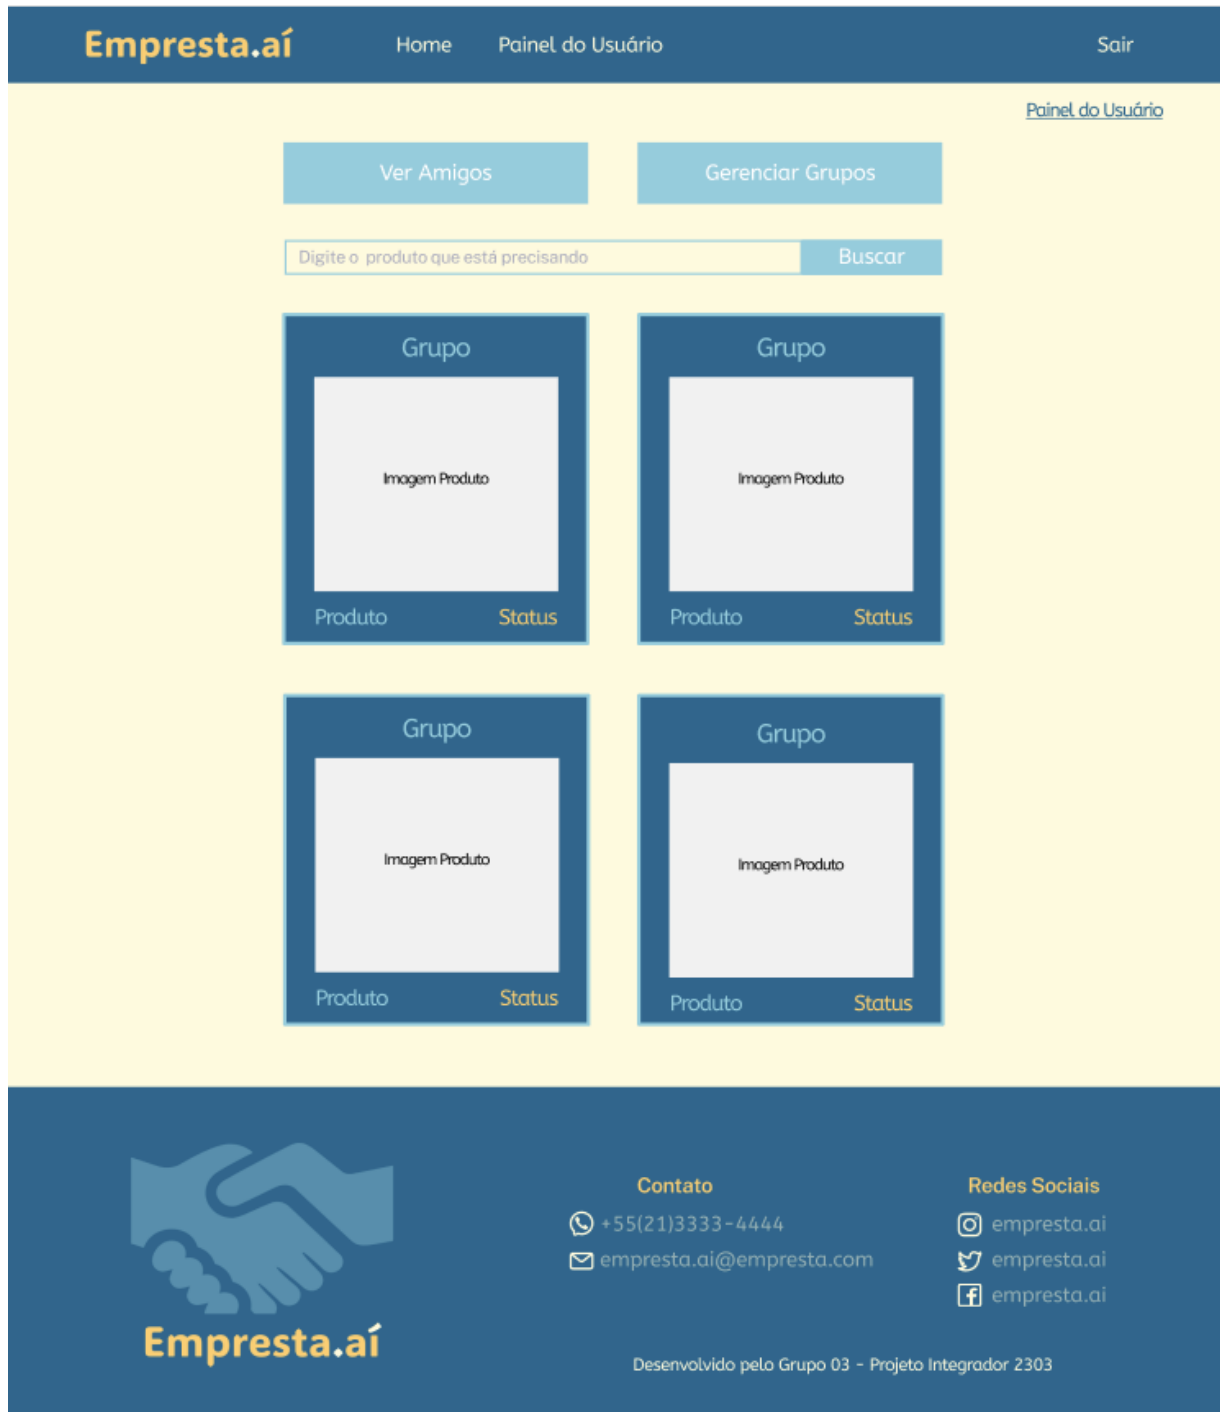 Empresta.aí Home Painel do Usuário Sair
Painel do Usuário
Ver Amigos Gerenciar Grupos
Digite o produto que está precisando Buscar
Grupo Grupo
Imagem Produto Imagem Produto
Produto Status Produto Status
Grupo Grupo
Imagem Produto Imagem Produto
Produto Status Produto Status
Contato Redes Sociais
+55(21)3333-4444 empresta.ai
empresta.ai@empresta.com empresta.ai
empresta.ai
Empresta.aí
Desenvolvido pelo Grupo 03 - Projeto Integrador 2303